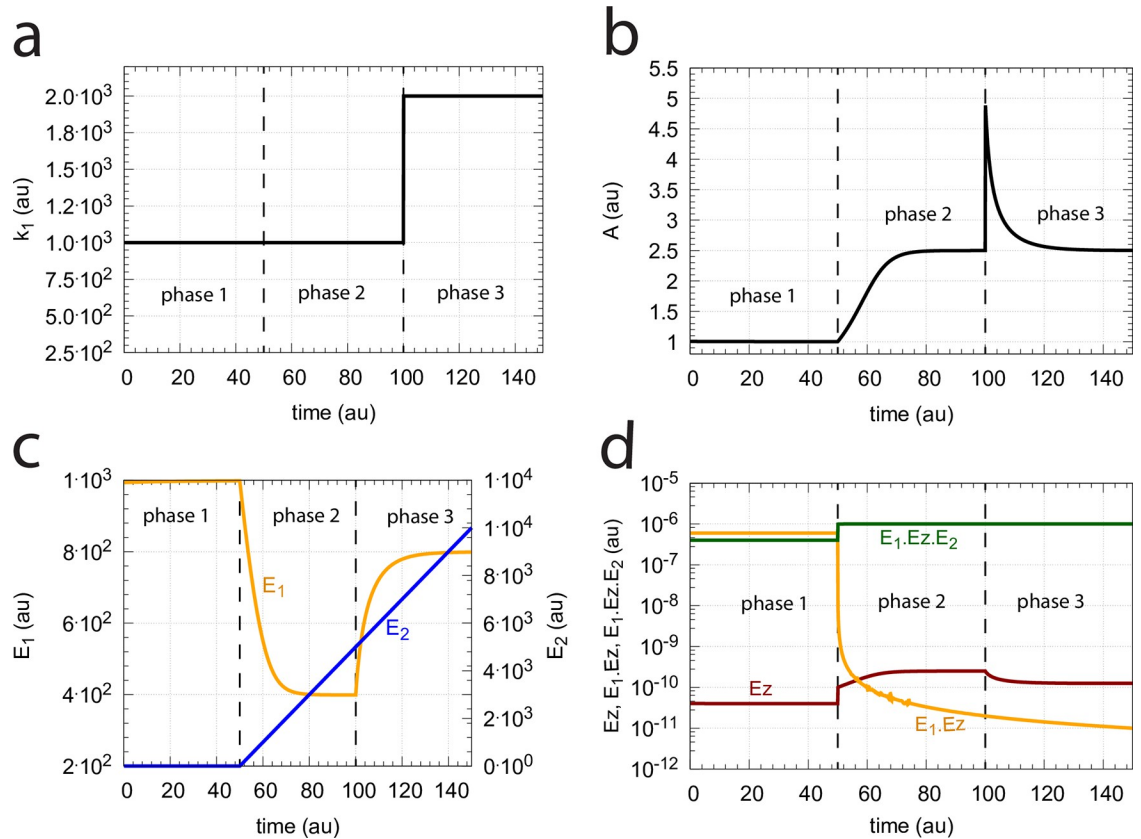 a
2.0·10³
1.8·10³
1.5·10³
1.2·10³
1.0·10³
7.5·10²
5.0·10²
2.5·10²
k₁ (au)
phase 1
phase 2
phase 3
0 20 40 60 80 100 120 140
time (au)
b
5.5
5
4.5
4
3.5
3
2.5
2
1.5
1
A (au)
phase 1
phase 2
phase 3
0 20 40 60 80 100 120 140
time (au)
c
1·10³
8·10²
6·10²
4·10²
2·10²
E₁ (au)
phase 1
phase 2
phase 3
E₁
E₂
1·10⁴
1·10⁴
8·10³
6·10³
4·10³
2·10³
0·10⁰
E₂ (au)
0 20 40 60 80 100 120 140
time (au)
d
10⁻⁵
10⁻⁶
10⁻⁷
10⁻⁸
10⁻⁹
10⁻¹⁰
10⁻¹¹
10⁻¹²
Ez, E₁.Ez, E₁.Ez.E₂ (au)
E₁.Ez.E₂
phase 1
phase 2
phase 3
Ez
E₁.Ez
0 20 40 60 80 100 120 140
time (au)